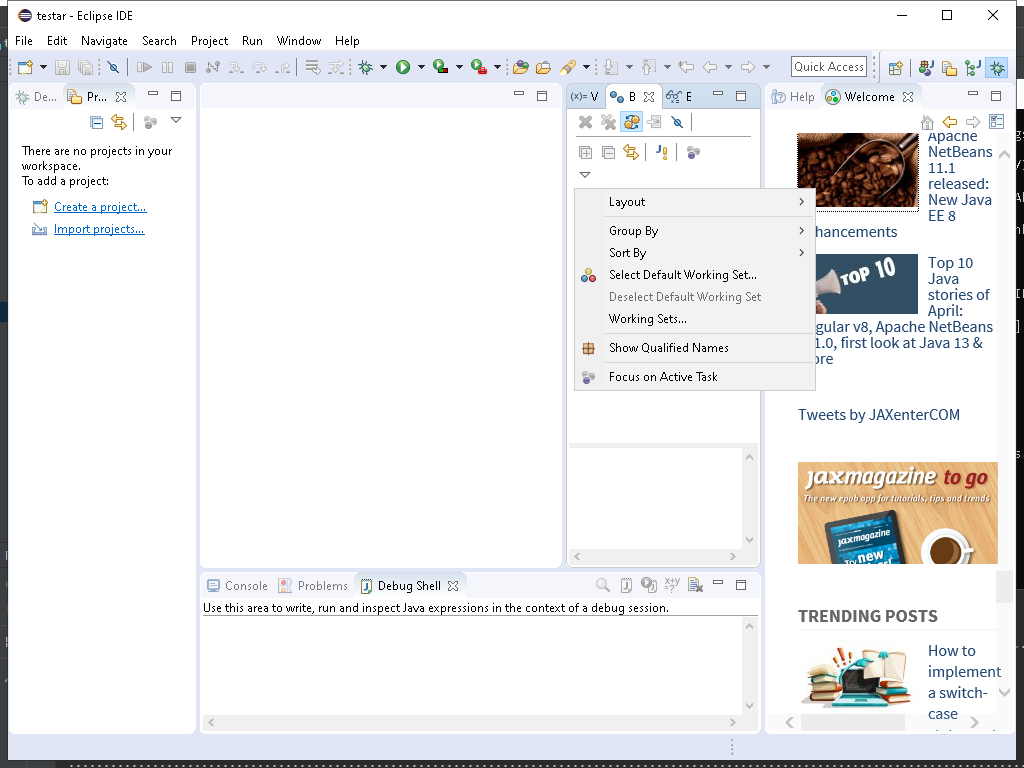 testar - Eclipse IDE
File Edit Navigate Search Project Run Window Help
Quick Access
De... Pr...
There are no projects in your
workspace.
To add a project:
Create a project...
Import projects...
(x)= V B E
Layout
Group By
Sort By
Select Default Working Set...
Deselect Default Working Set
Working Sets...
Show Qualified Names
Focus on Active Task
Help Welcome
Apache
NetBeans
11.1
released:
New Java
EE 8
hancements
TOP 10
Top 10
Java
stories of
April:
gular v8, Apache NetBeans
1.0, first look at Java 13 &
ore
Tweets by JAXenterCOM
jaxmagazine to go
The new epub app for tutorials, tips and trends
jaxmagazine
Try new
TRENDING POSTS
How to
implement
a switch-
case
Console Problems Debug Shell
Use this area to write, run and inspect Java expressions in the context of a debug session.